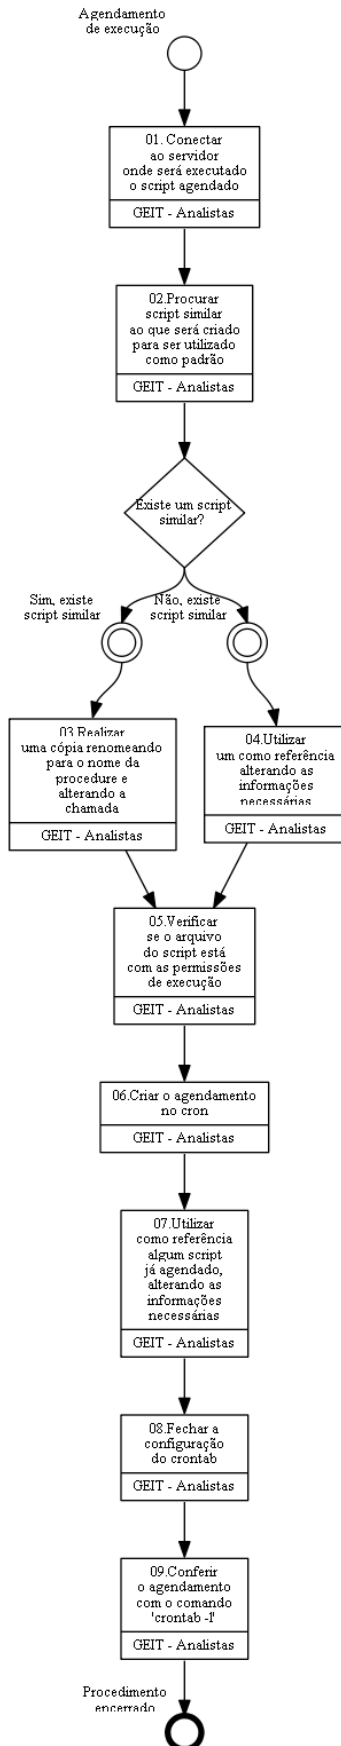 Agendamento
de execução
01. Conectar
ao servidor
onde será executado
o script agendado
GEIT - Analistas
02.Procurar
script similar
ao que será criado
para ser utilizado
como padrão
GEIT - Analistas
Existe um script
similar?
Sim, existe
script similar
Não, existe
script similar
03.Realizar
uma cópia renomeando
para o nome da
procedure e
alterando a
chamada
GEIT - Analistas
04.Utilizar
um como referência
alterando as
informações
necessárias
GEIT - Analistas
05.Verificar
se o arquivo
do script está
com as permissões
de execução
GEIT - Analistas
06.Criar o agendamento
no cron
GEIT - Analistas
07.Utilizar
como referência
algum script
já agendado,
alterando as
informações
necessárias
GEIT - Analistas
08.Fechar a
configuração
do crontab
GEIT - Analistas
09.Conferir
o agendamento
com o comando
'crontab -l'
GEIT - Analistas
Procedimento
encerrado